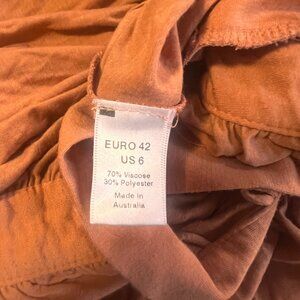 EURO 42
US 6
70% Viscose
30% Polyester
Made in
Australia